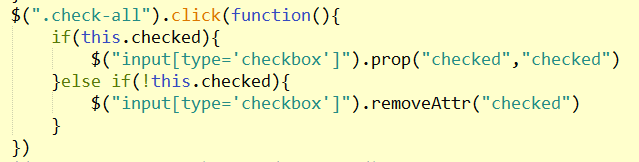 $(".check-all").click(function(){
if(this.checked){
$("input[type='checkbox']").prop("checked","checked")
}else if(!this.checked){
$("input[type='checkbox']").removeAttr("checked")
}
})